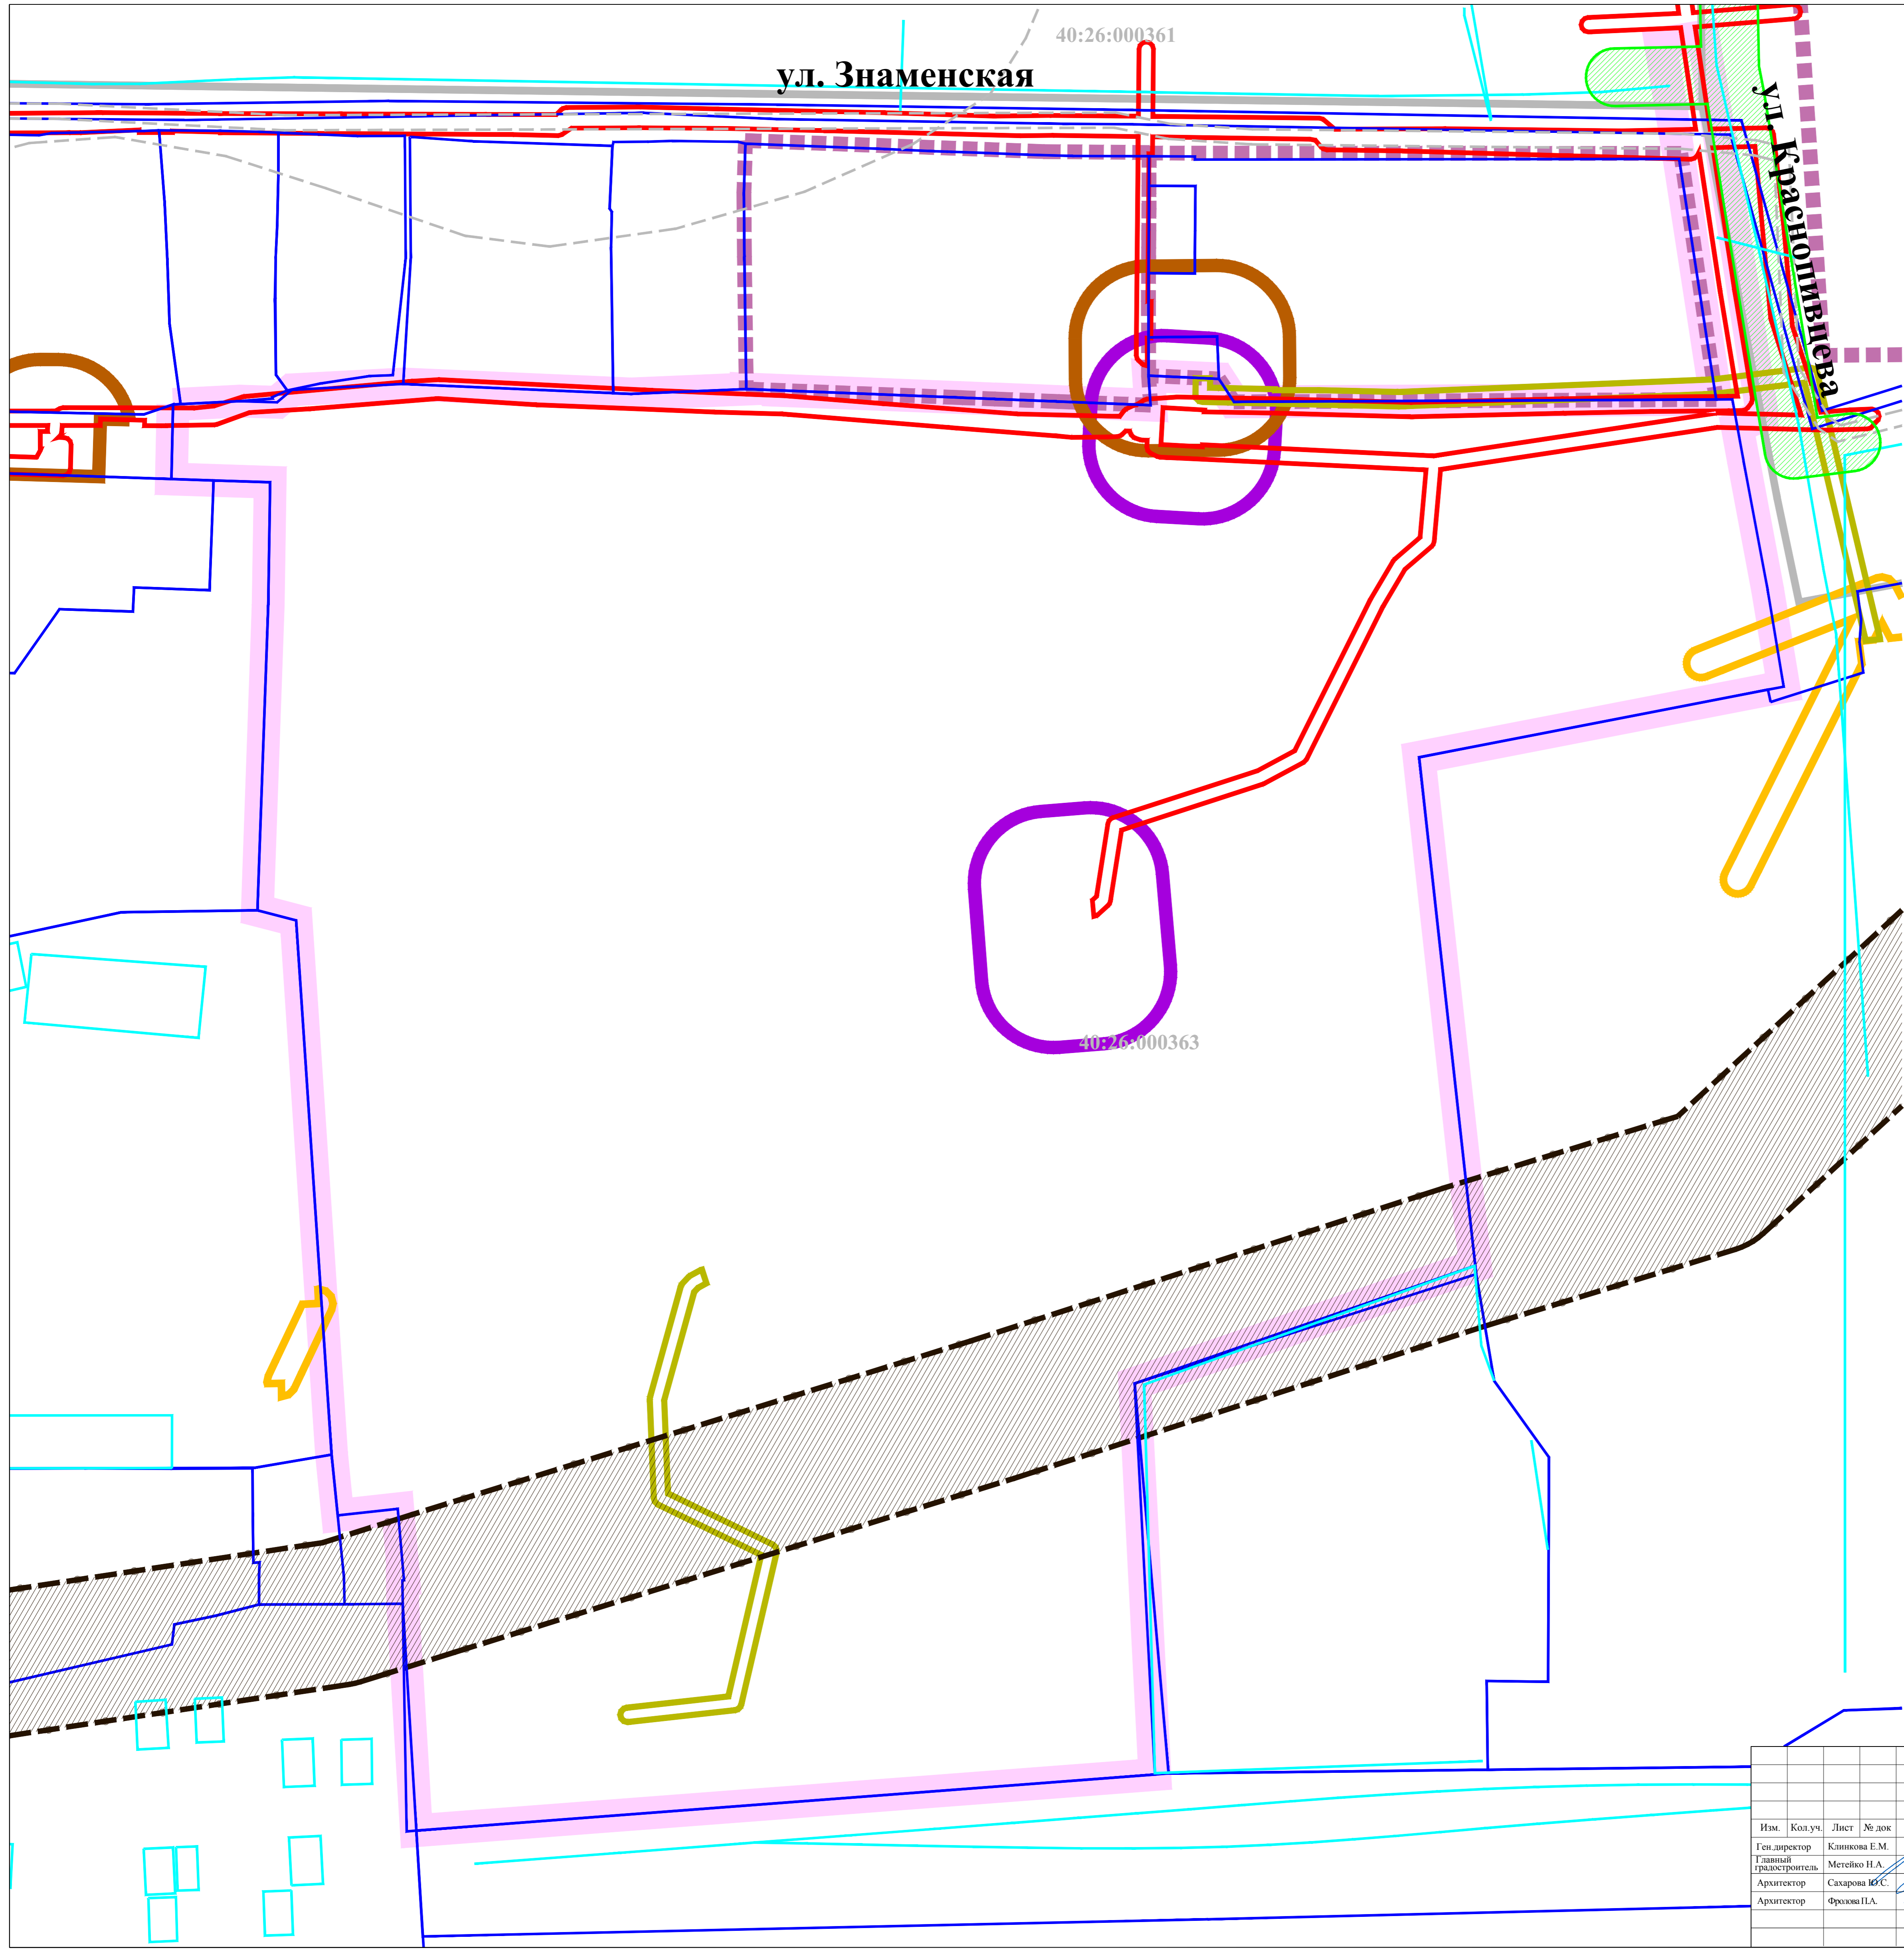 40:26:000361
ул. Знаменская
ул. Краснопивцева
40:26:000363
Изм. Кол.уч. Лист № док
Ген.директор Клинкова Е.М.
Главный
градостроитель Метейко Н.А.
Архитектор Сахарова Ю.С.
Архитектор Фролова П.А.